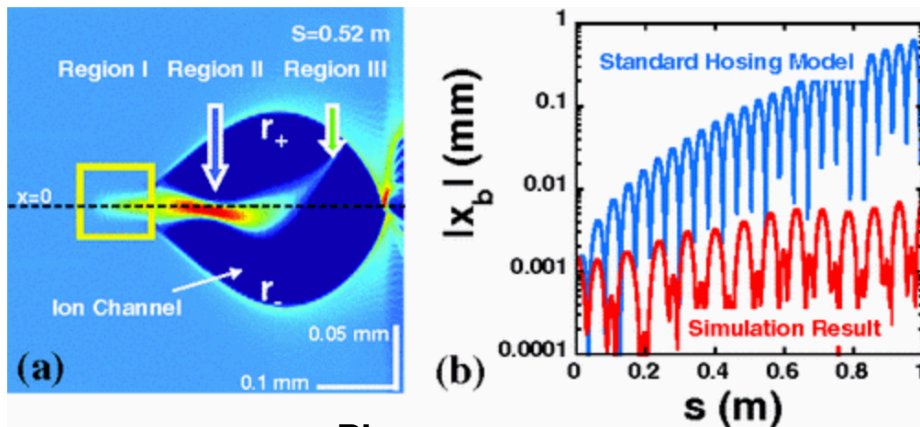 S=0.52 m
Region I Region II Region III
r+
x=0
Ion Channel
r-
0.05 mm
0.1 mm
(a)
1
0.1
0.01
0.001
0.0001
|x_b| (mm)
Standard Hosing Model
Simulation Result
0 0.2 0.4 0.6 0.8 1
s (m)
(b)